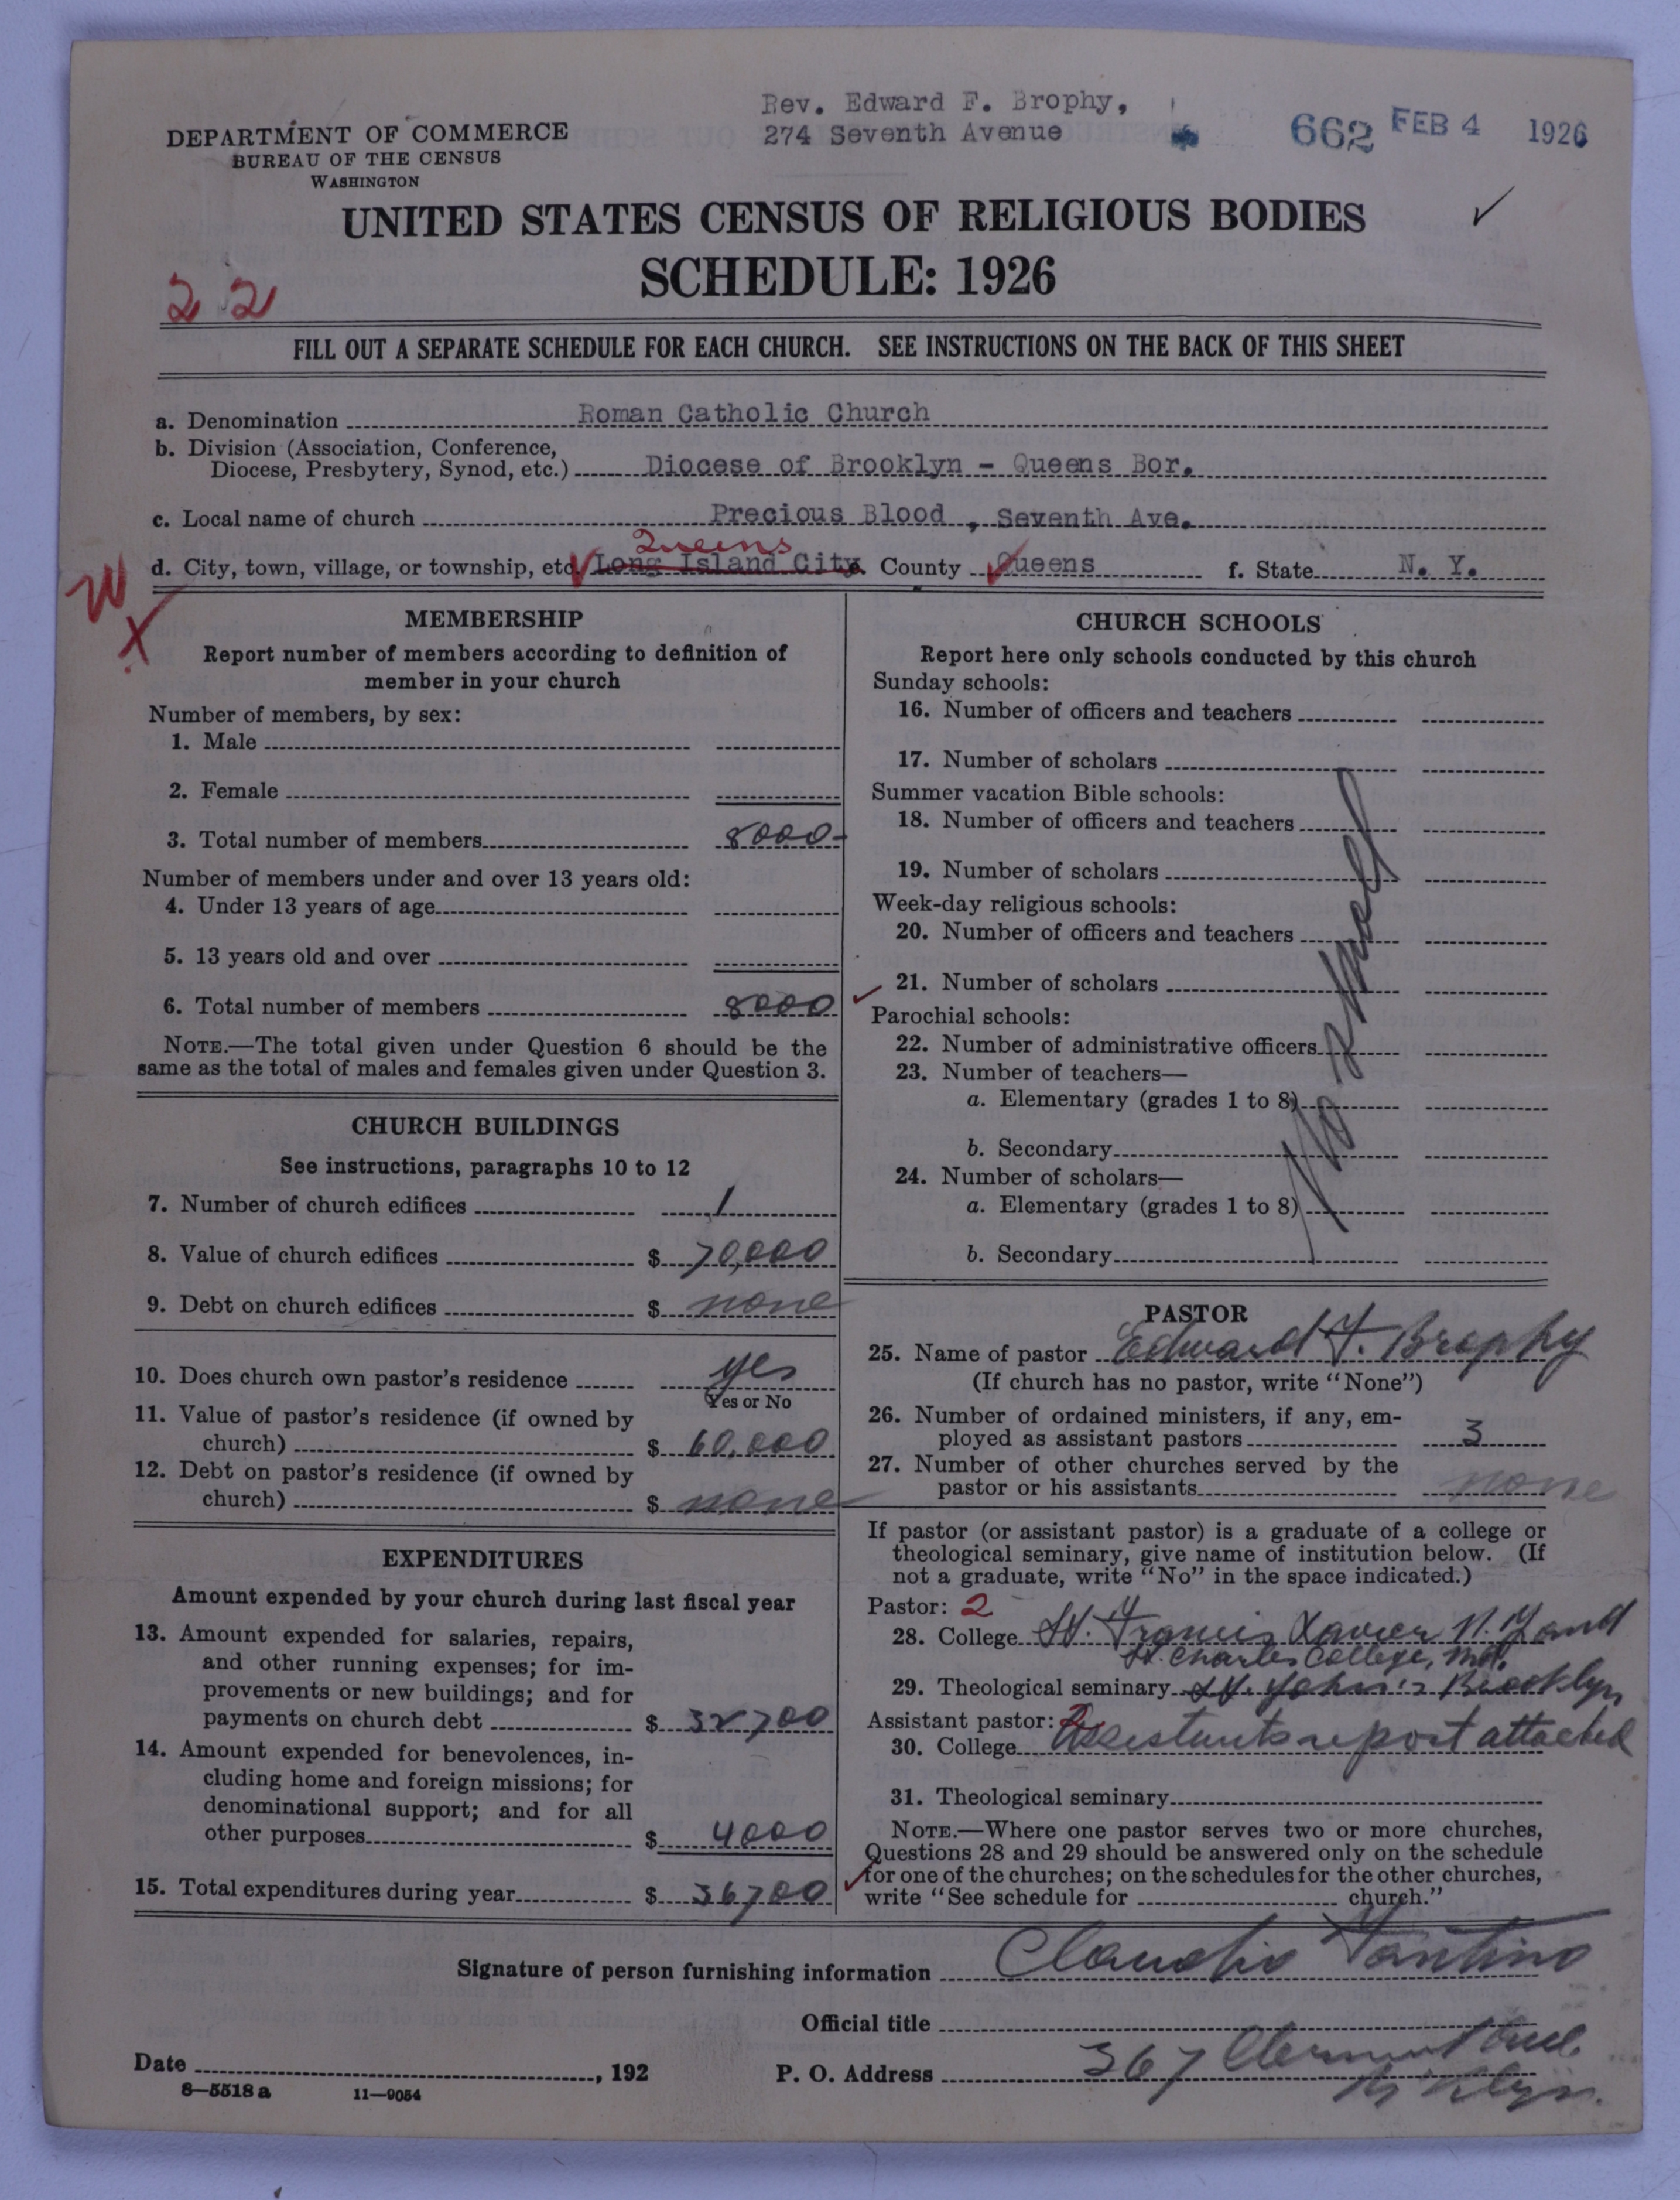 Rev. Edward F. Brophy,
274 Seventh Avenue
662 FEB 4 1926
DEPARTMENT OF COMMERCE
BUREAU OF THE CENSUS
WASHINGTON
UNITED STATES CENSUS OF RELIGIOUS BODIES
SCHEDULE: 1926
2 2
FILL OUT A SEPARATE SCHEDULE FOR EACH CHURCH. SEE INSTRUCTIONS ON THE BACK OF THIS SHEET
a. Denomination Roman Catholic Church
b. Division (Association, Conference,
Diocese, Presbytery, Synod, etc.) Diocese of Brooklyn - Queens Bor.
c. Local name of church Precious Blood , Seventh Ave.
Queens
d. City, town, village, or township, etc. Long Island City. County Queens f. State N. Y.
MEMBERSHIP
Report number of members according to definition of
member in your church
Number of members, by sex:
1. Male
2. Female
3. Total number of members 8000-
Number of members under and over 13 years old:
4. Under 13 years of age
5. 13 years old and over
6. Total number of members 8000
NOTE.—The total given under Question 6 should be the
same as the total of males and females given under Question 3.
CHURCH BUILDINGS
See instructions, paragraphs 10 to 12
7. Number of church edifices 1
8. Value of church edifices $ 70,000
9. Debt on church edifices $ none
10. Does church own pastor's residence yes
Yes or No
11. Value of pastor's residence (if owned by
church) $ 60,000
12. Debt on pastor's residence (if owned by
church) $ none
EXPENDITURES
Amount expended by your church during last fiscal year
13. Amount expended for salaries, repairs,
and other running expenses; for im-
provements or new buildings; and for
payments on church debt $ 32700
14. Amount expended for benevolences, in-
cluding home and foreign missions; for
denominational support; and for all
other purposes $ 4000
15. Total expenditures during year $ 36700
CHURCH SCHOOLS
Report here only schools conducted by this church
Sunday schools:
16. Number of officers and teachers
17. Number of scholars
Summer vacation Bible schools:
18. Number of officers and teachers
19. Number of scholars
Week-day religious schools:
20. Number of officers and teachers
21. Number of scholars
Parochial schools:
22. Number of administrative officers
23. Number of teachers—
a. Elementary (grades 1 to 8)
b. Secondary
24. Number of scholars—
a. Elementary (grades 1 to 8)
b. Secondary
No School
PASTOR
25. Name of pastor Edward F. Brophy
(If church has no pastor, write "None")
26. Number of ordained ministers, if any, em-
ployed as assistant pastors 3
27. Number of other churches served by the
pastor or his assistants none
If pastor (or assistant pastor) is a graduate of a college or
theological seminary, give name of institution below. (If
not a graduate, write "No" in the space indicated.)
Pastor: 2
28. College St. Francis Xavier N.Y. and
St. Charles College, Md.
29. Theological seminary St. John's Brooklyn
Assistant pastor: 2
30. College Assistants report attached
31. Theological seminary
NOTE.—Where one pastor serves two or more churches,
Questions 28 and 29 should be answered only on the schedule
for one of the churches; on the schedules for the other churches,
write "See schedule for church."
Signature of person furnishing information Claudio Fantino
Official title
Date , 192 P. O. Address 367 Clermont Ave.
B'klyn.
8—5518 a 11—9054